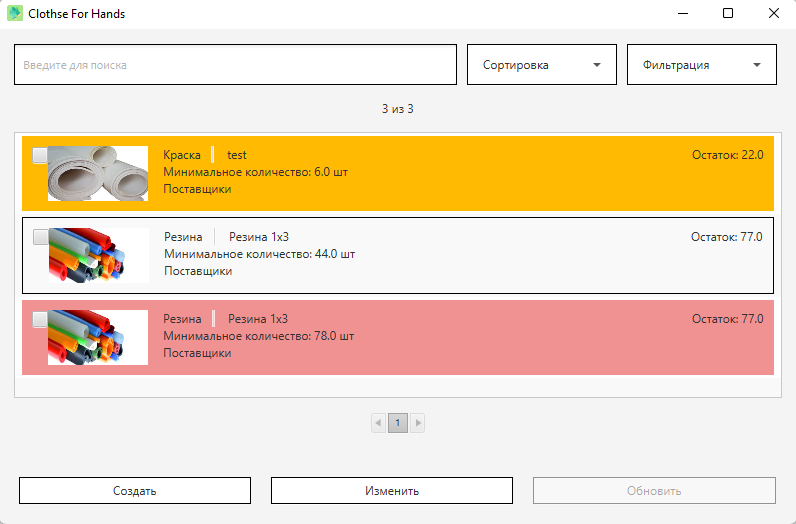 Clothse For Hands
Введите для поиска
Сортировка
Фильтрация
3 из 3
Краска test Остаток: 22.0
Минимальное количество: 6.0 шт
Поставщики
Резина Резина 1x3 Остаток: 77.0
Минимальное количество: 44.0 шт
Поставщики
Резина Резина 1x3 Остаток: 77.0
Минимальное количество: 78.0 шт
Поставщики
1
Создать
Изменить
Обновить